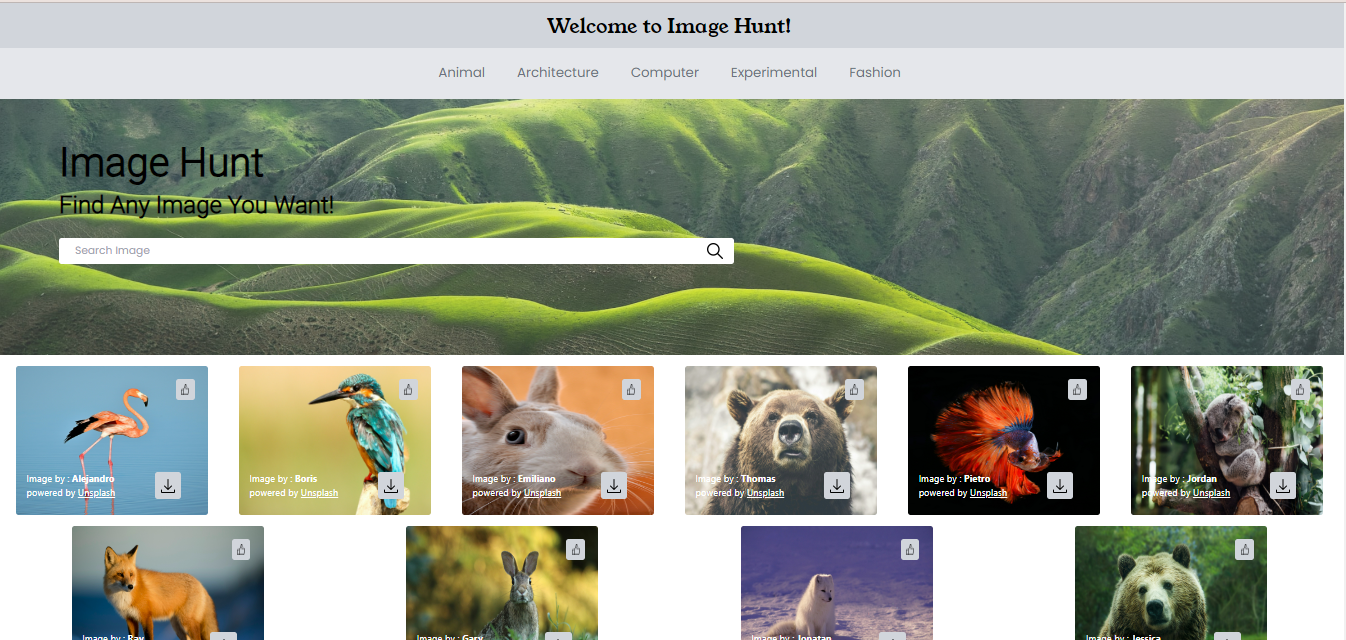 Welcome to Image Hunt!
Animal Architecture Computer Experimental Fashion
Image Hunt
Find Any Image You Want!
Search Image
Image by : Alejandro
powered by Unsplash
Image by : Boris
powered by Unsplash
Image by : Emiliano
powered by Unsplash
Image by : Thomas
powered by Unsplash
Image by : Pietro
powered by Unsplash
Image by : Jordan
powered by Unsplash
Image by : Ray
Image by : Gary
Image by : Jonatan
Image by : Jessica